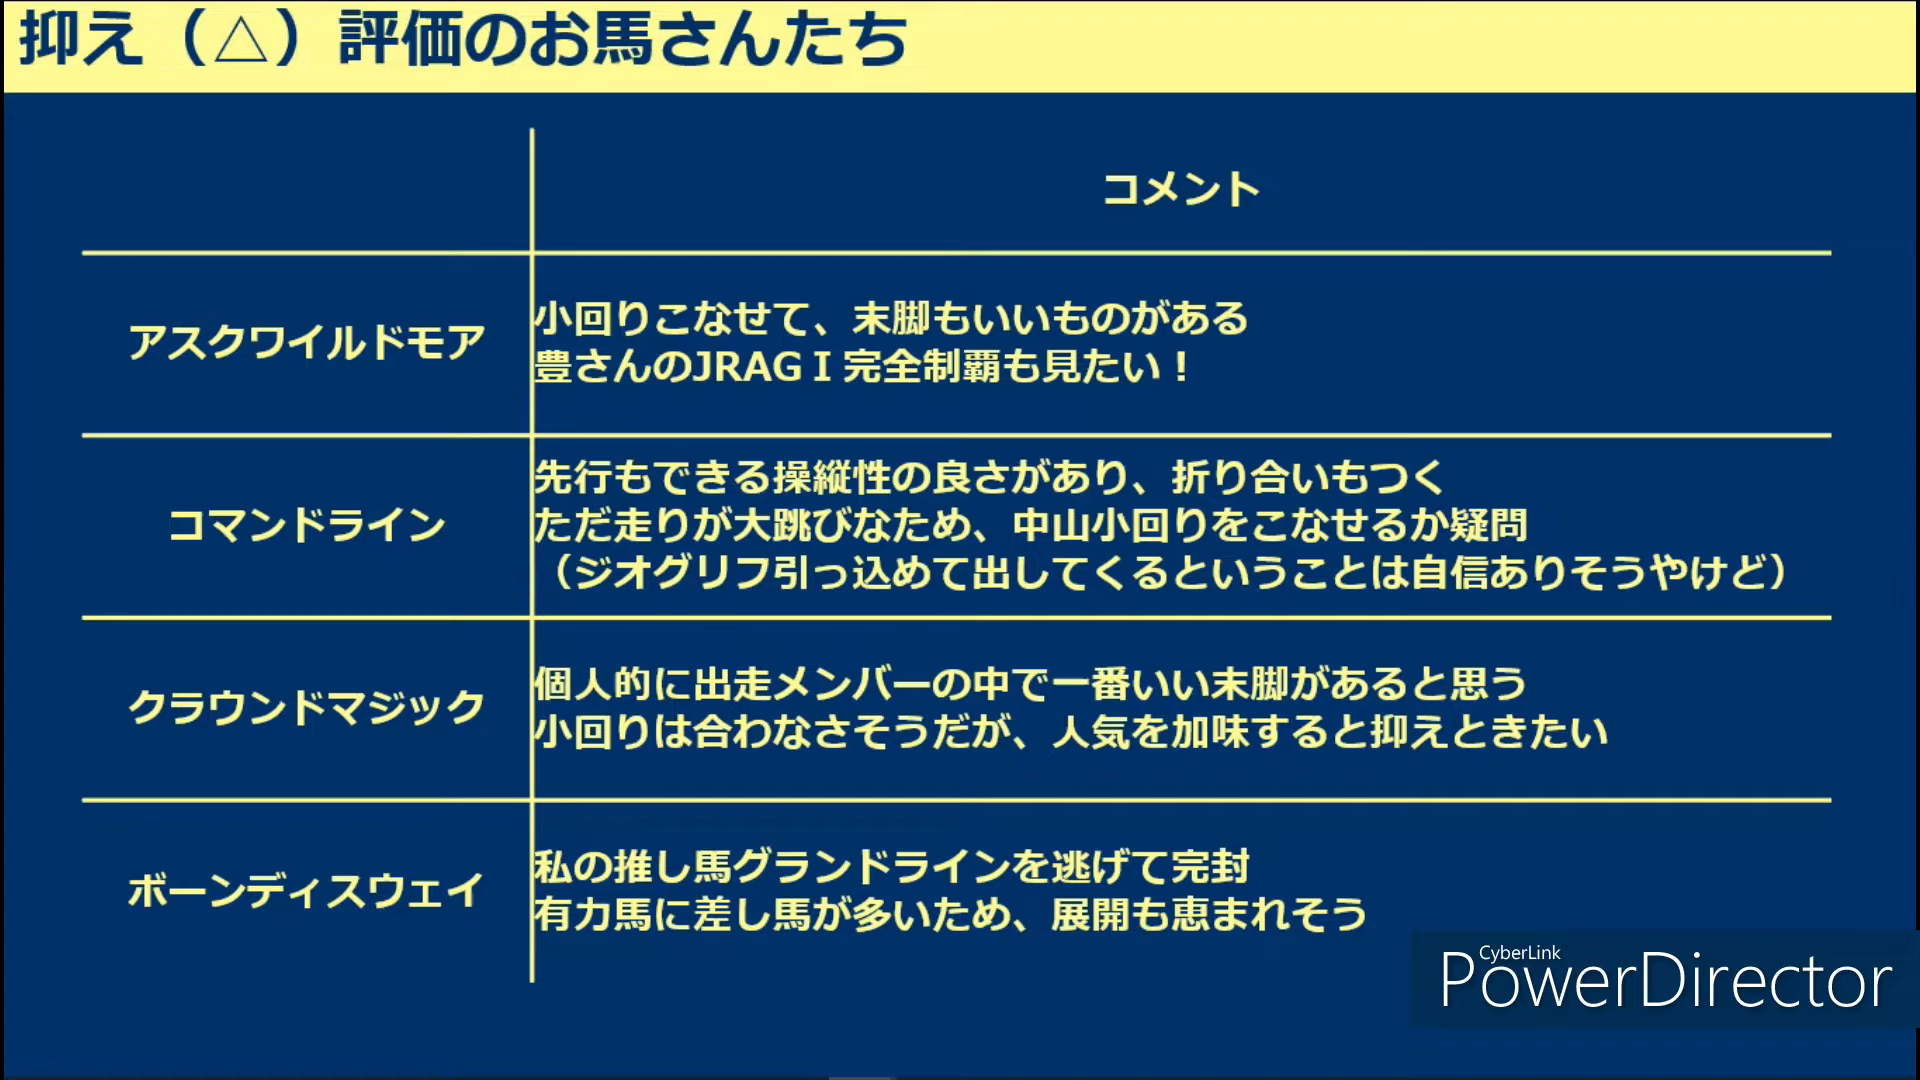 抑え（△）評価のお馬さんたち
コメント
アスクワイルドモア
小回りこなせて、末脚もいいものがある
豊さんのJRAGⅠ完全制覇も見たい！
コマンドライン
先行もできる操縦性の良さがあり、折り合いもつく
ただ走りが大跳びなため、中山小回りをこなせるか疑問
（ジオグリフ引っ込めて出してくるということは自信ありそうやけど）
クラウンドマジック
個人的に出走メンバーの中で一番いい末脚があると思う
小回りは合わなさそうだが、人気を加味すると抑えときたい
ボーンディスウェイ
私の推し馬グランドラインを逃げて完封
有力馬に差し馬が多いため、展開も恵まれそう
CyberLink
PowerDirector